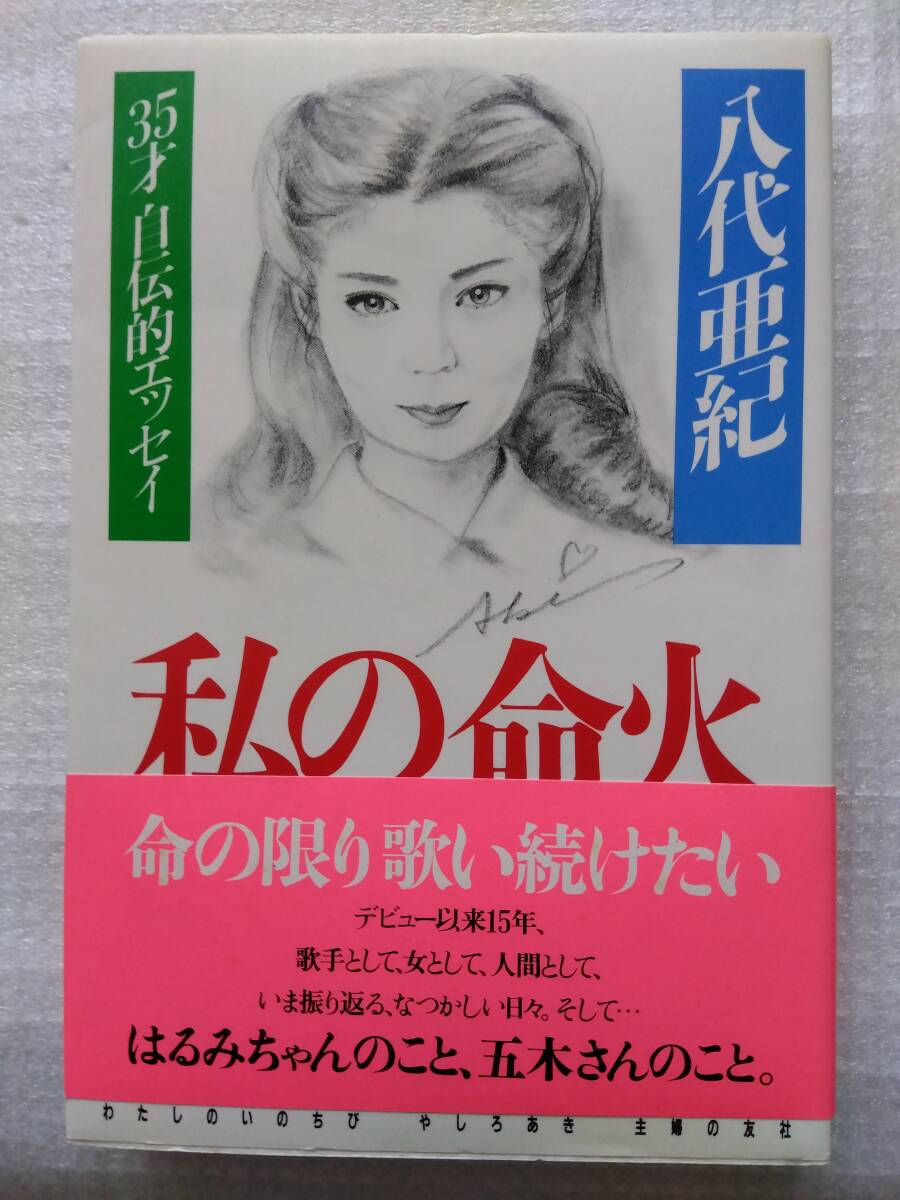 八代亜紀
35才 自伝的エッセイ
Aki
私の命火
命の限り歌い続けたい
デビュー以来15年、
歌手として、女として、人間として、
いま振り返る、なつかしい日々。そして…
はるみちゃんのこと、五木さんのこと。
わたしのいのちび やしろあき 主婦の友社